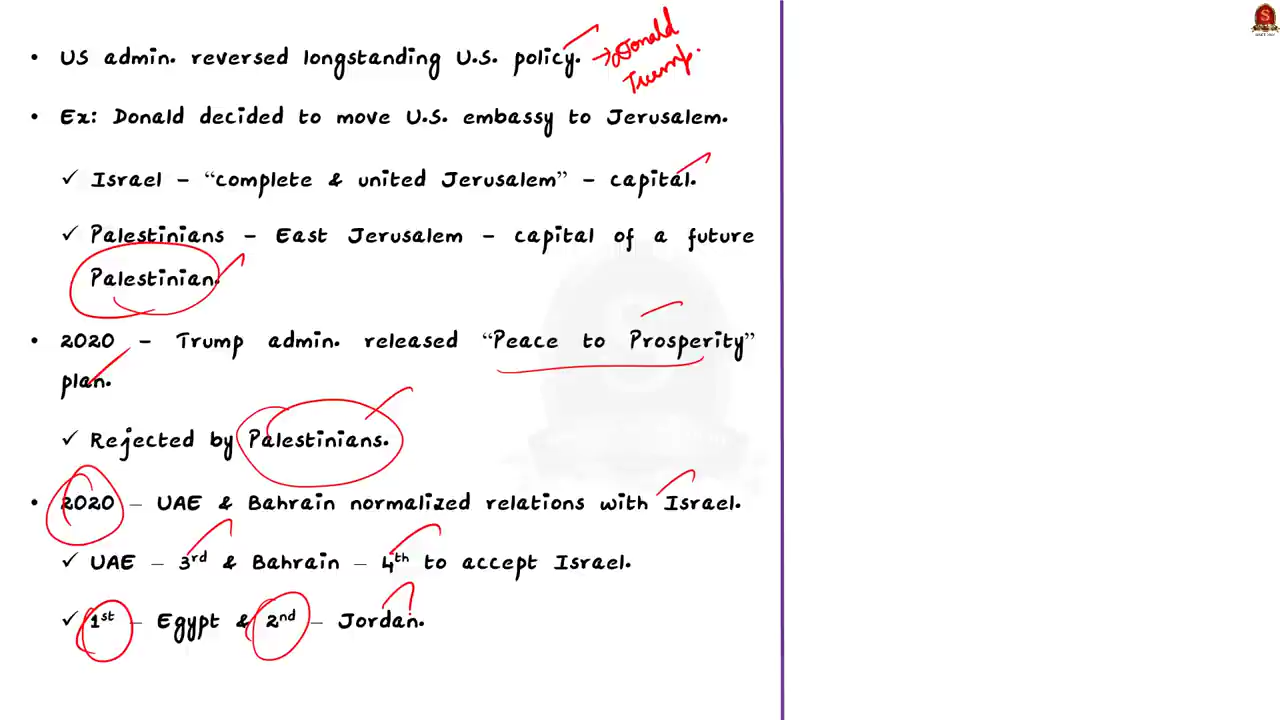 • US admin. reversed longstanding U.S. policy. → Donald
Trump.
• Ex: Donald decided to move U.S. embassy to Jerusalem.
✓ Israel – “complete & united Jerusalem” – capital.
✓ Palestinians – East Jerusalem – capital of a future
Palestinian.
• 2020 – Trump admin. released “Peace to Prosperity”
plan.
✓ Rejected by Palestinians.
• 2020 – UAE & Bahrain normalized relations with Israel.
✓ UAE – 3rd & Bahrain – 4th to accept Israel.
✓ 1st – Egypt & 2nd – Jordan.